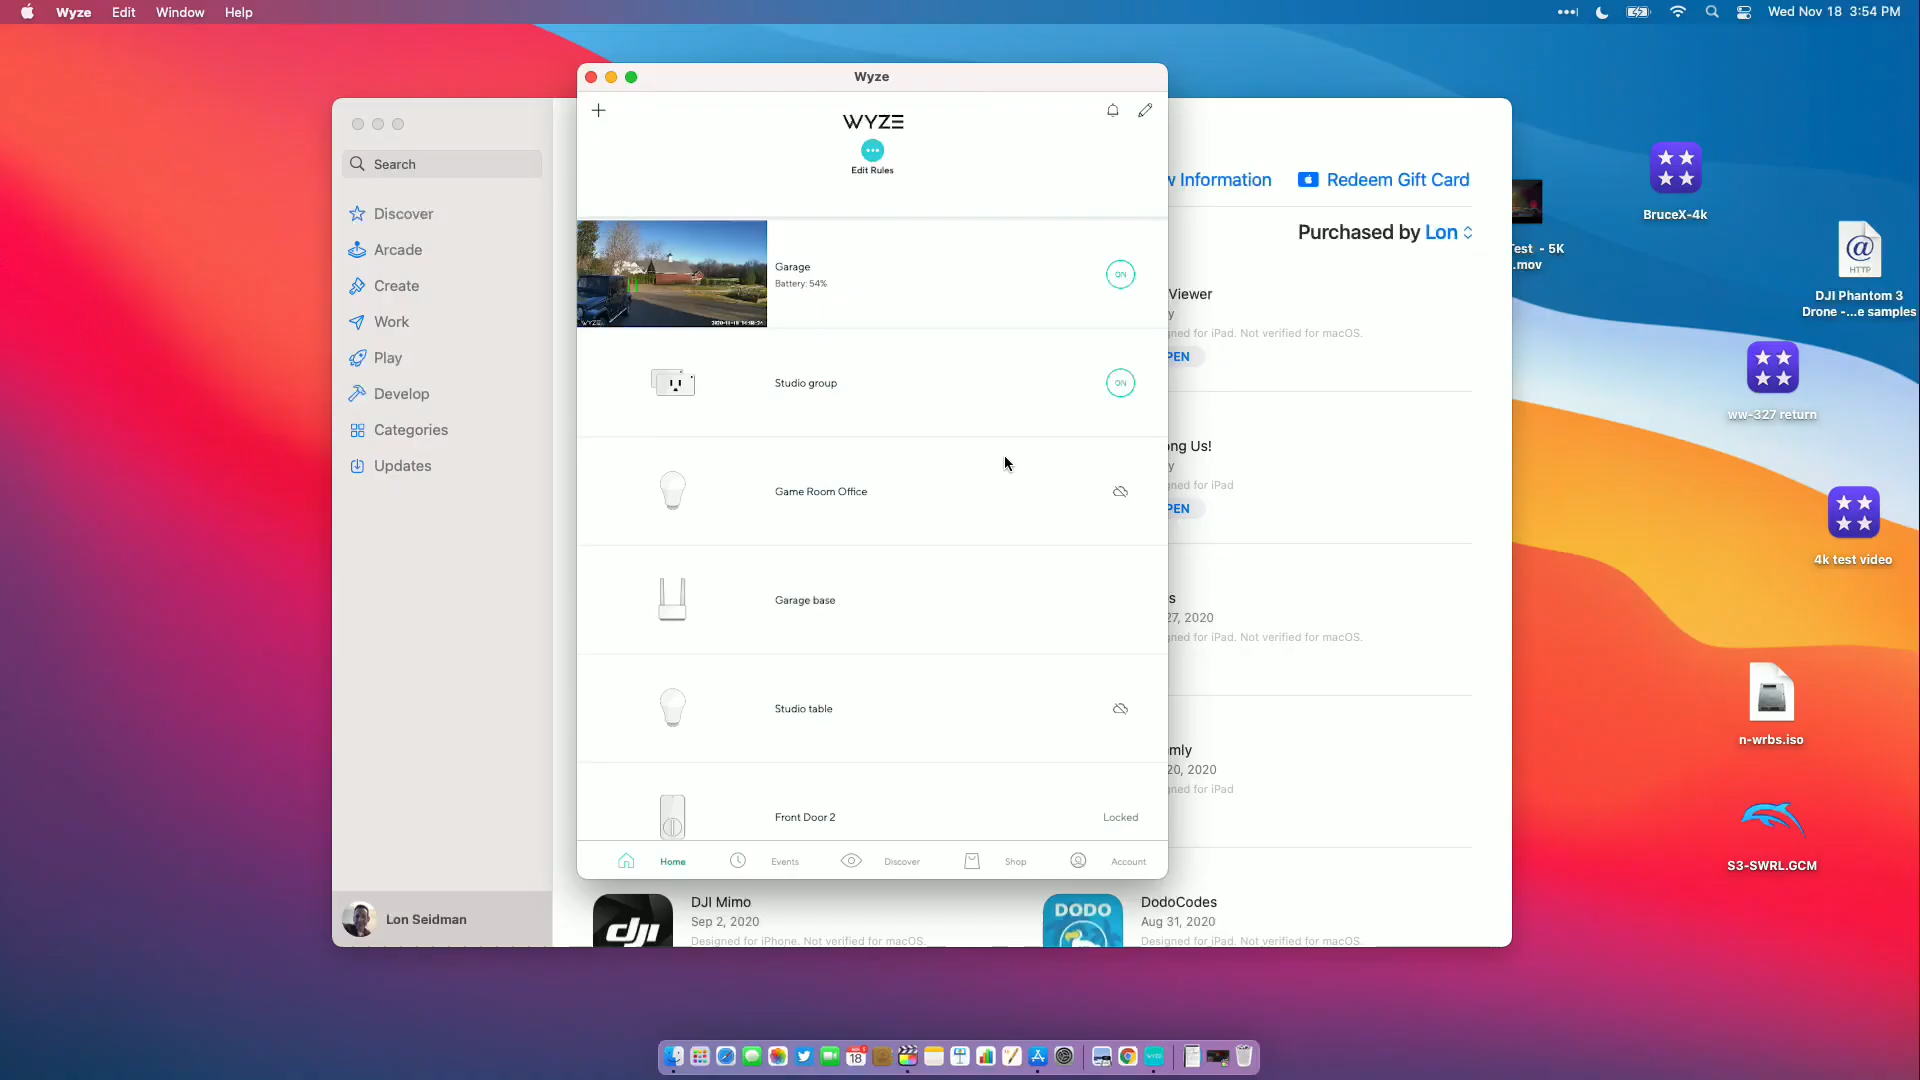 Wyze Edit Window Help
Wed Nov 18 3:54 PM
Wyze
WYZE
Edit Rules
Garage
Battery: 54%
ON
WYZE
Studio group
ON
Game Room Office
Garage base
Studio table
Front Door 2
Locked
Home Events Discover Shop Account
Search
Discover
Arcade
Create
Work
Play
Develop
Categories
Updates
Lon Seidman
Information
Redeem Gift Card
Purchased by Lon
Viewer
y
ned for iPad. Not verified for macOS.
PEN
ng Us!
y
ned for iPad
PEN
s
27, 2020
ned for iPad. Not verified for macOS.
mly
20, 2020
ned for iPad
DJI Mimo
Sep 2, 2020
Designed for iPhone. Not verified for macOS.
dji
DODO
DodoCodes
Aug 31, 2020
Designed for iPad. Not verified for macOS.
BruceX-4k
Test - 5K
.mov
@
HTTP
DJI Phantom 3
Drone -...e samples
ww-327 return
4k test video
n-wrbs.iso
S3-SWRL.GCM
18